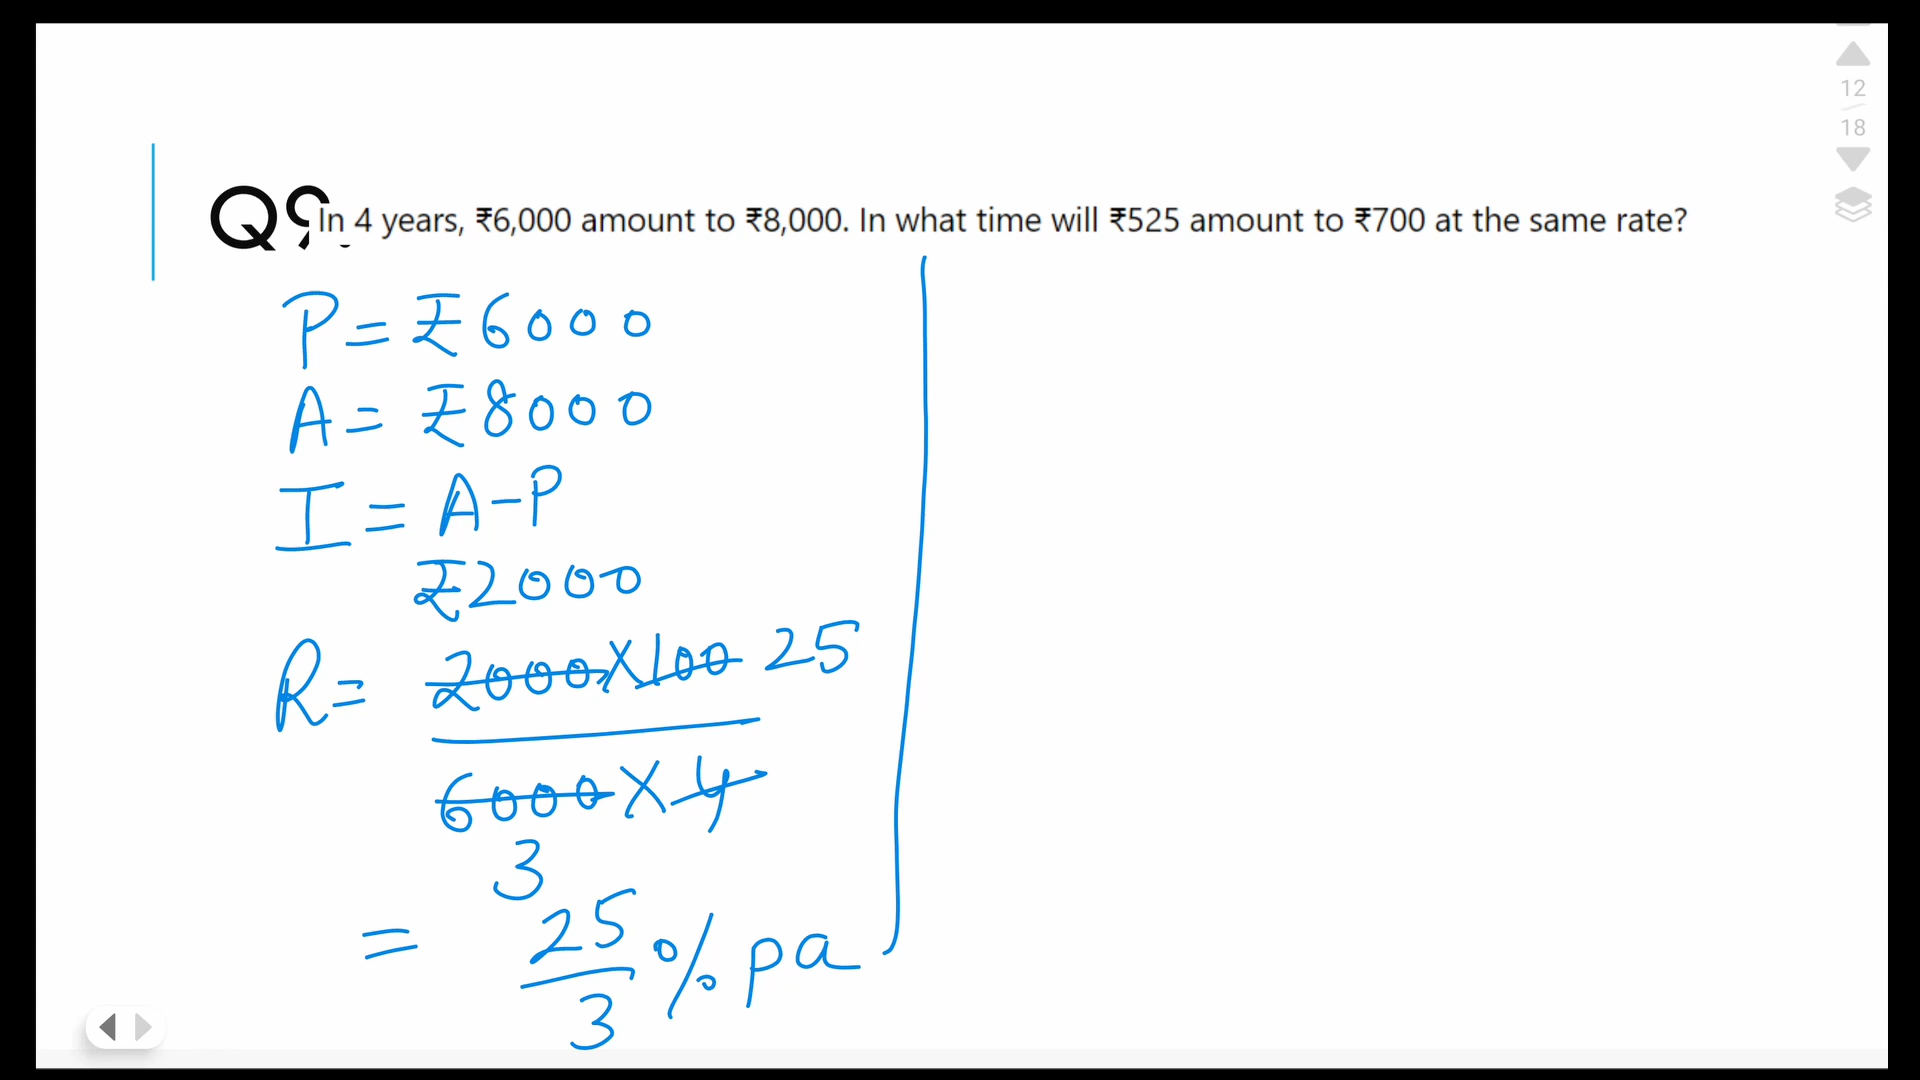 12
18
Q9.
In 4 years, ₹6,000 amount to ₹8,000. In what time will ₹525 amount to ₹700 at the same rate?
P = ₹6000
A = ₹8000
I = A-P
₹2000
R = 2000 X 100 25
6000 X 4
3
= 25 % pa
3